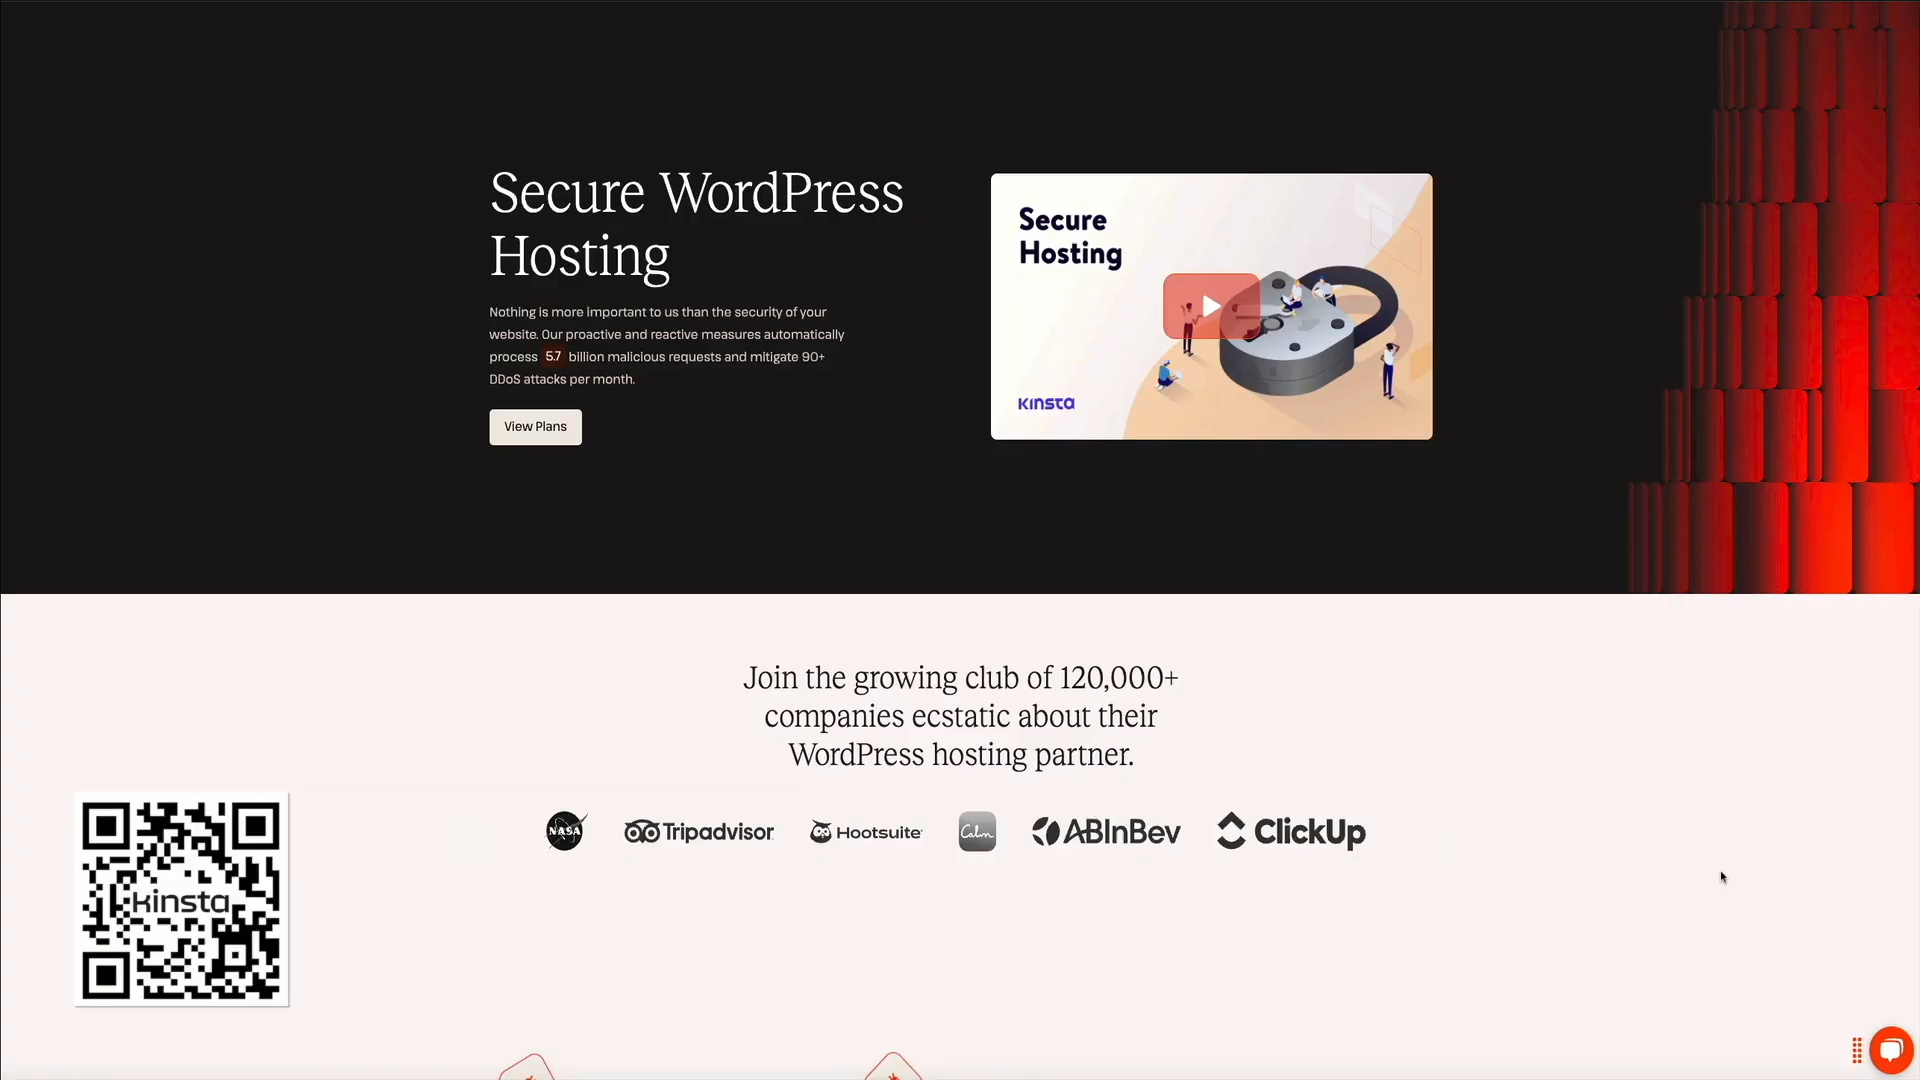 Secure WordPress
Hosting
Nothing is more important to us than the security of your
website. Our proactive and reactive measures automatically
process 5.7 billion malicious requests and mitigate 90+
DDoS attacks per month.
View Plans
Secure
Hosting
KINSTA
Join the growing club of 120,000+
companies ecstatic about their
WordPress hosting partner.
NASA Tripadvisor Hootsuite Calm ABInBev ClickUp
kinsta